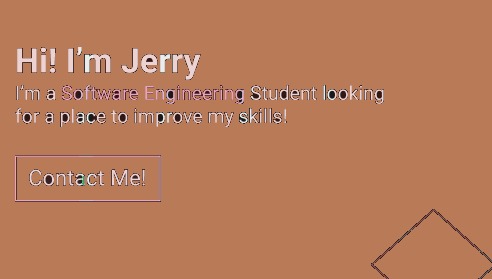 Hi! I'm Jerry
I'm a Software Engineering Student looking
for a place to improve my skills!
Contact Me!